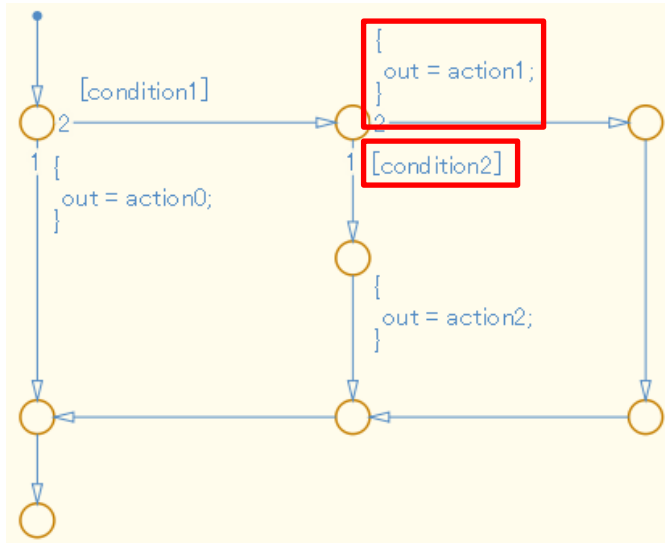 {
out = action1;
}
[condition1]
2
2
1
{
out = action0;
}
1
[condition2]
{
out = action2;
}